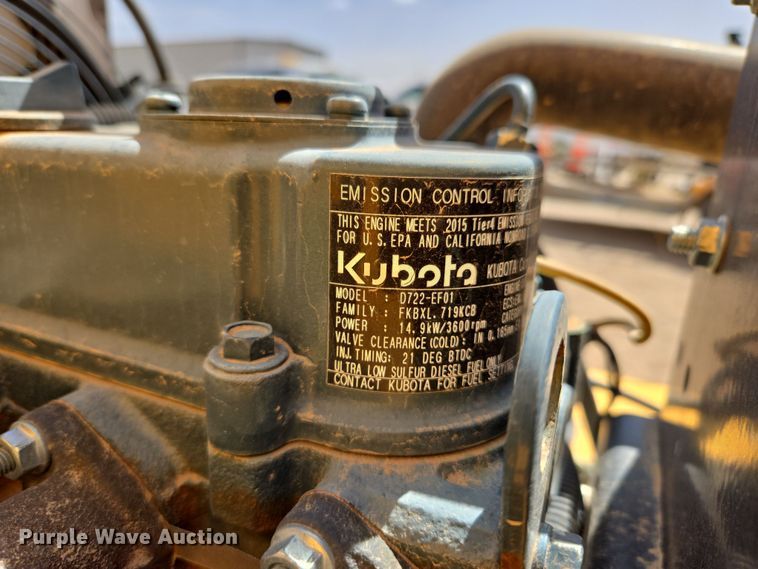 EMISSION CONTROL
THIS ENGINE MEETS 2015 Tier4
FOR U.S. EPA AND CALIFORNIA
Kubota KUBOTA
MODEL : D722-EF01
FAMILY : FKBXL.719KCB
POWER : 14.9kW/3600rpm
VALVE CLEARANCE(COLD): IN
INJ.TIMING: 21 DEG BTDC
ULTRA LOW SULFUR DIESEL FUEL ONLY
CONTACT KUBOTA FOR FUEL
Purple Wave Auction